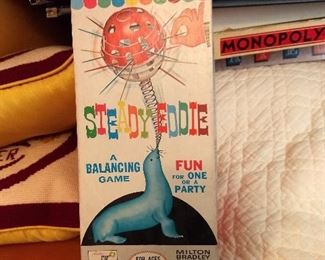 STEADY EDDIE
A
BALANCING
GAME
FUN
FOR ONE
OR A
PARTY
FOR AGES
MILTON
BRADLEY
MONOPOLY